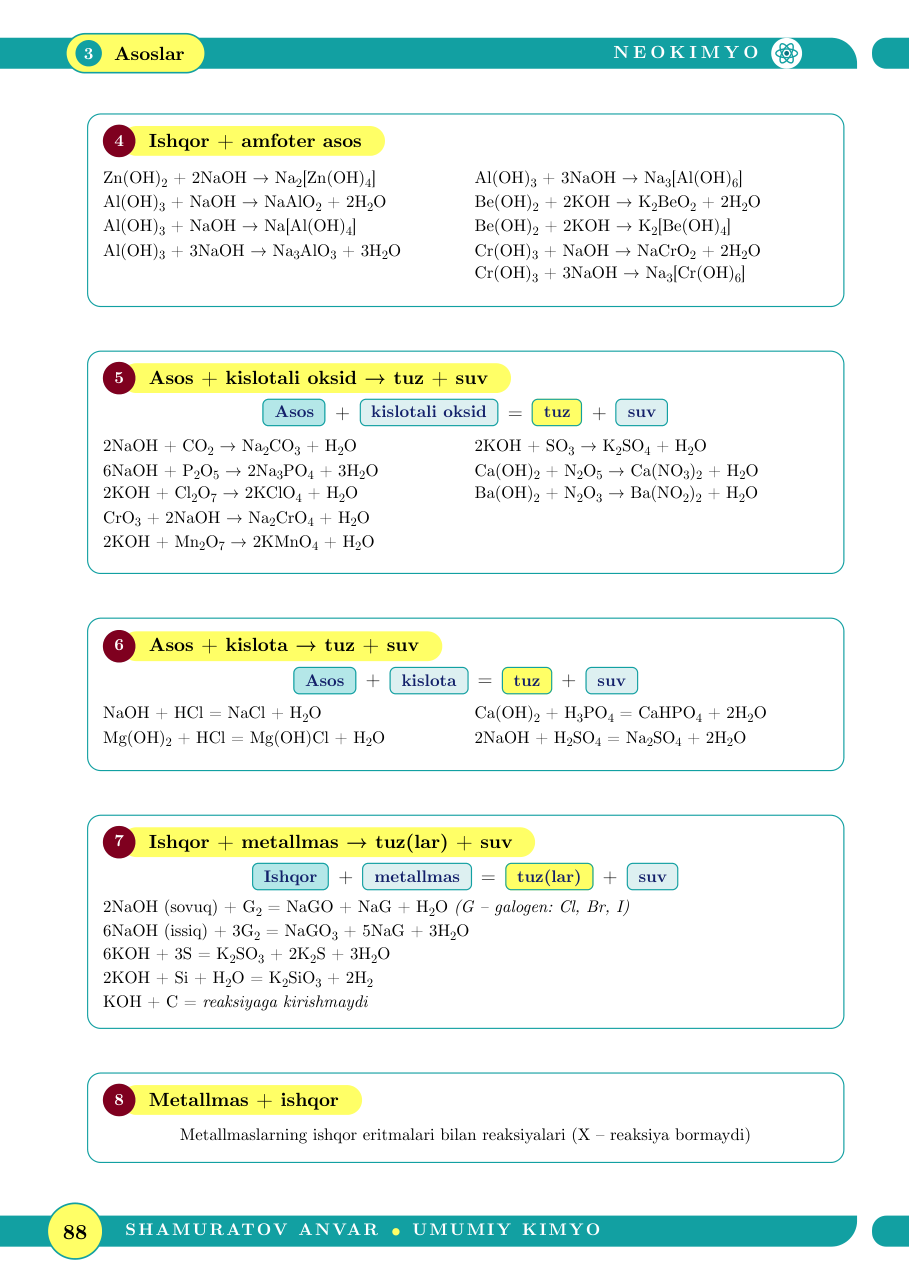 3 Asoslar
NEOKIMYO
4 Ishqor + amfoter asos
Zn(OH)₂ + 2NaOH → Na₂[Zn(OH)₄]
Al(OH)₃ + NaOH → NaAlO₂ + 2H₂O
Al(OH)₃ + NaOH → Na[Al(OH)₄]
Al(OH)₃ + 3NaOH → Na₃AlO₃ + 3H₂O
Al(OH)₃ + 3NaOH → Na₃[Al(OH)₆]
Be(OH)₂ + 2KOH → K₂BeO₂ + 2H₂O
Be(OH)₂ + 2KOH → K₂[Be(OH)₄]
Cr(OH)₃ + NaOH → NaCrO₂ + 2H₂O
Cr(OH)₃ + 3NaOH → Na₃[Cr(OH)₆]
5 Asos + kislotali oksid → tuz + suv
Asos + kislotali oksid = tuz + suv
2NaOH + CO₂ → Na₂CO₃ + H₂O
6NaOH + P₂O₅ → 2Na₃PO₄ + 3H₂O
2KOH + Cl₂O₇ → 2KClO₄ + H₂O
CrO₃ + 2NaOH → Na₂CrO₄ + H₂O
2KOH + Mn₂O₇ → 2KMnO₄ + H₂O
2KOH + SO₃ → K₂SO₄ + H₂O
Ca(OH)₂ + N₂O₅ → Ca(NO₃)₂ + H₂O
Ba(OH)₂ + N₂O₃ → Ba(NO₂)₂ + H₂O
6 Asos + kislota → tuz + suv
Asos + kislota = tuz + suv
NaOH + HCl = NaCl + H₂O
Mg(OH)₂ + HCl = Mg(OH)Cl + H₂O
Ca(OH)₂ + H₃PO₄ = CaHPO₄ + 2H₂O
2NaOH + H₂SO₄ = Na₂SO₄ + 2H₂O
7 Ishqor + metallmas → tuz(lar) + suv
Ishqor + metallmas = tuz(lar) + suv
2NaOH (sovuq) + G₂ = NaGO + NaG + H₂O (G – galogen: Cl, Br, I)
6NaOH (issiq) + 3G₂ = NaGO₃ + 5NaG + 3H₂O
6KOH + 3S = K₂SO₃ + 2K₂S + 3H₂O
2KOH + Si + H₂O = K₂SiO₃ + 2H₂
KOH + C = reaksiyaga kirishmaydi
8 Metallmas + ishqor
Metallmaslarning ishqor eritmalari bilan reaksiyalari (X – reaksiya bormaydi)
88 SHAMURATOV ANVAR • UMUMIY KIMYO